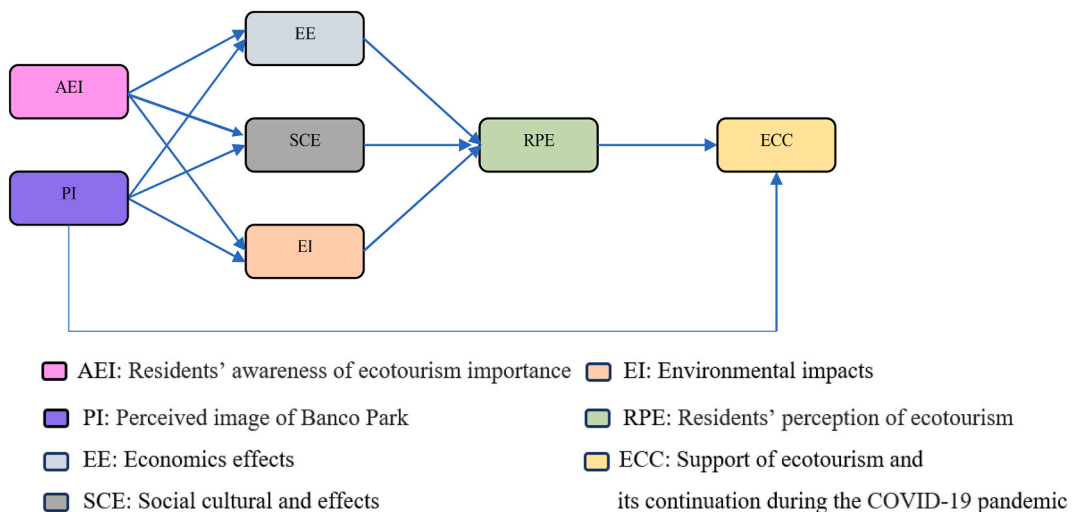 EE
AEI
SCE
RPE
ECC
PI
EI
AEI: Residents’ awareness of ecotourism importance
EI: Environmental impacts
PI: Perceived image of Banco Park
RPE: Residents’ perception of ecotourism
EE: Economics effects
ECC: Support of ecotourism and
SCE: Social cultural and effects
its continuation during the COVID-19 pandemic